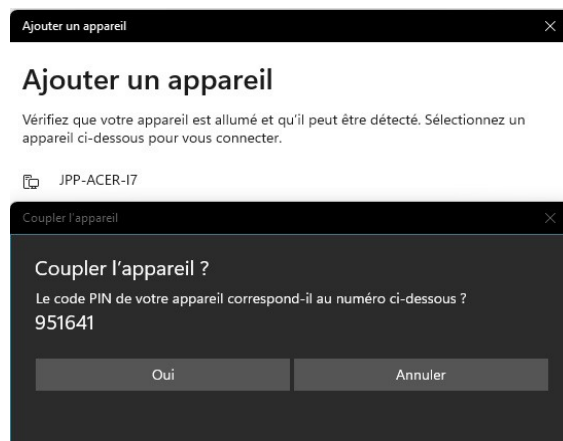 Ajouter un appareil
Ajouter un appareil
Vérifiez que votre appareil est allumé et qu'il peut être détecté. Sélectionnez un
appareil ci-dessous pour vous connecter.
JPP-ACER-I7
Coupler l'appareil
Coupler l'appareil ?
Le code PIN de votre appareil correspond-il au numéro ci-dessous ?
951641
Oui
Annuler